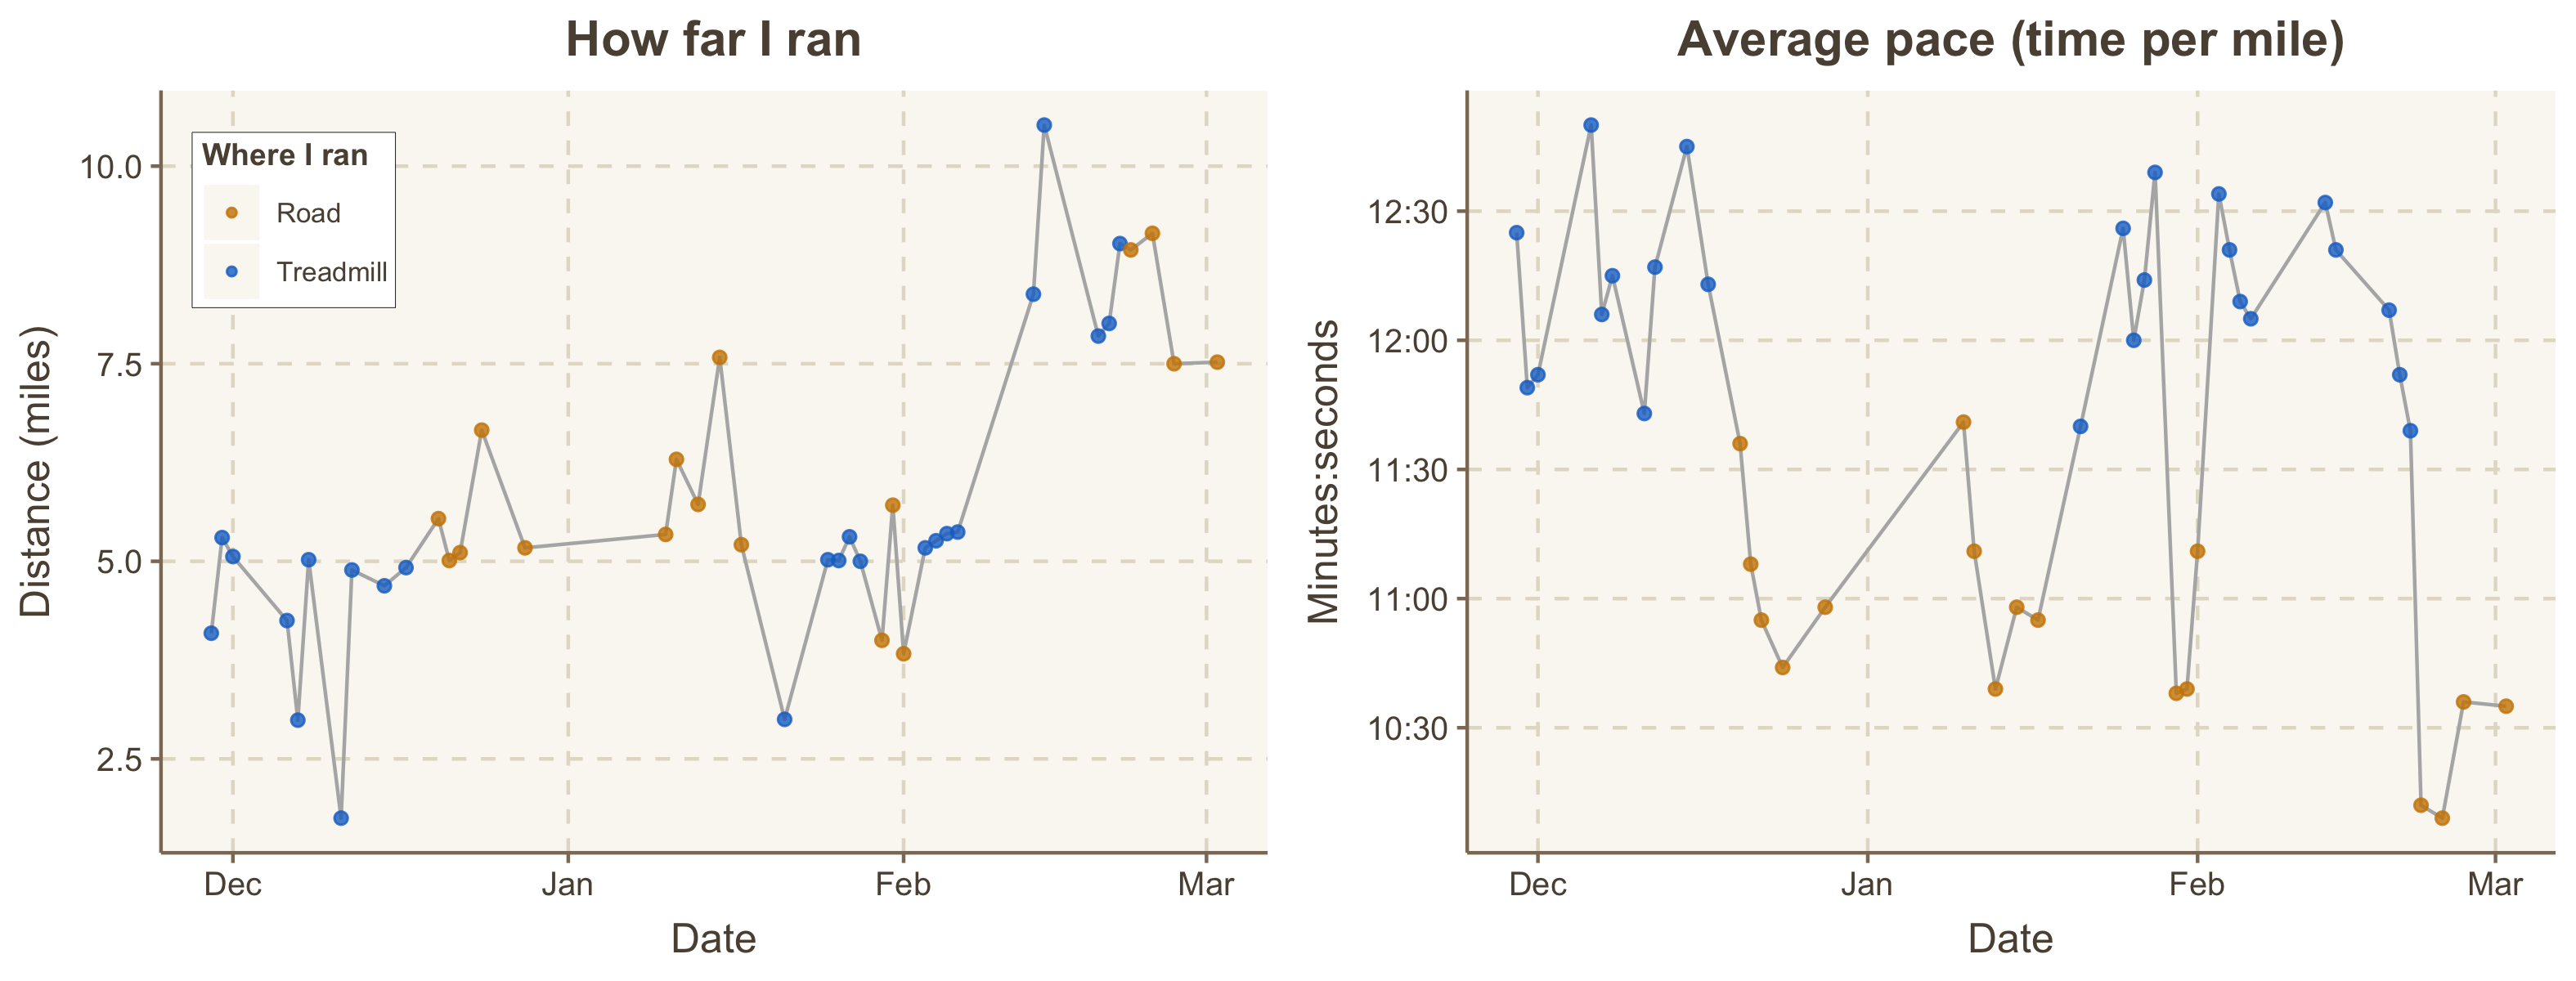 How far I ran
Distance (miles)
10.0
7.5
5.0
2.5
Where I ran
Road
Treadmill
Dec
Jan
Feb
Mar
Date
Average pace (time per mile)
Minutes:seconds
12:30
12:00
11:30
11:00
10:30
Dec
Jan
Feb
Mar
Date